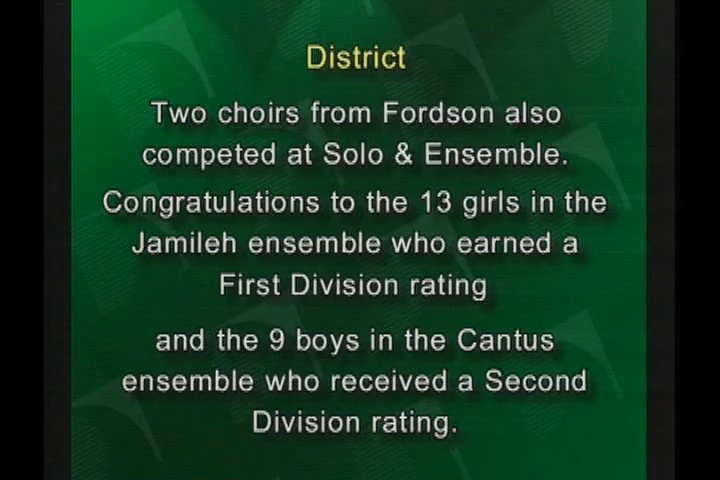 District
Two choirs from Fordson also
competed at Solo & Ensemble.
Congratulations to the 13 girls in the
Jamileh ensemble who earned a
First Division rating
and the 9 boys in the Cantus
ensemble who received a Second
Division rating.